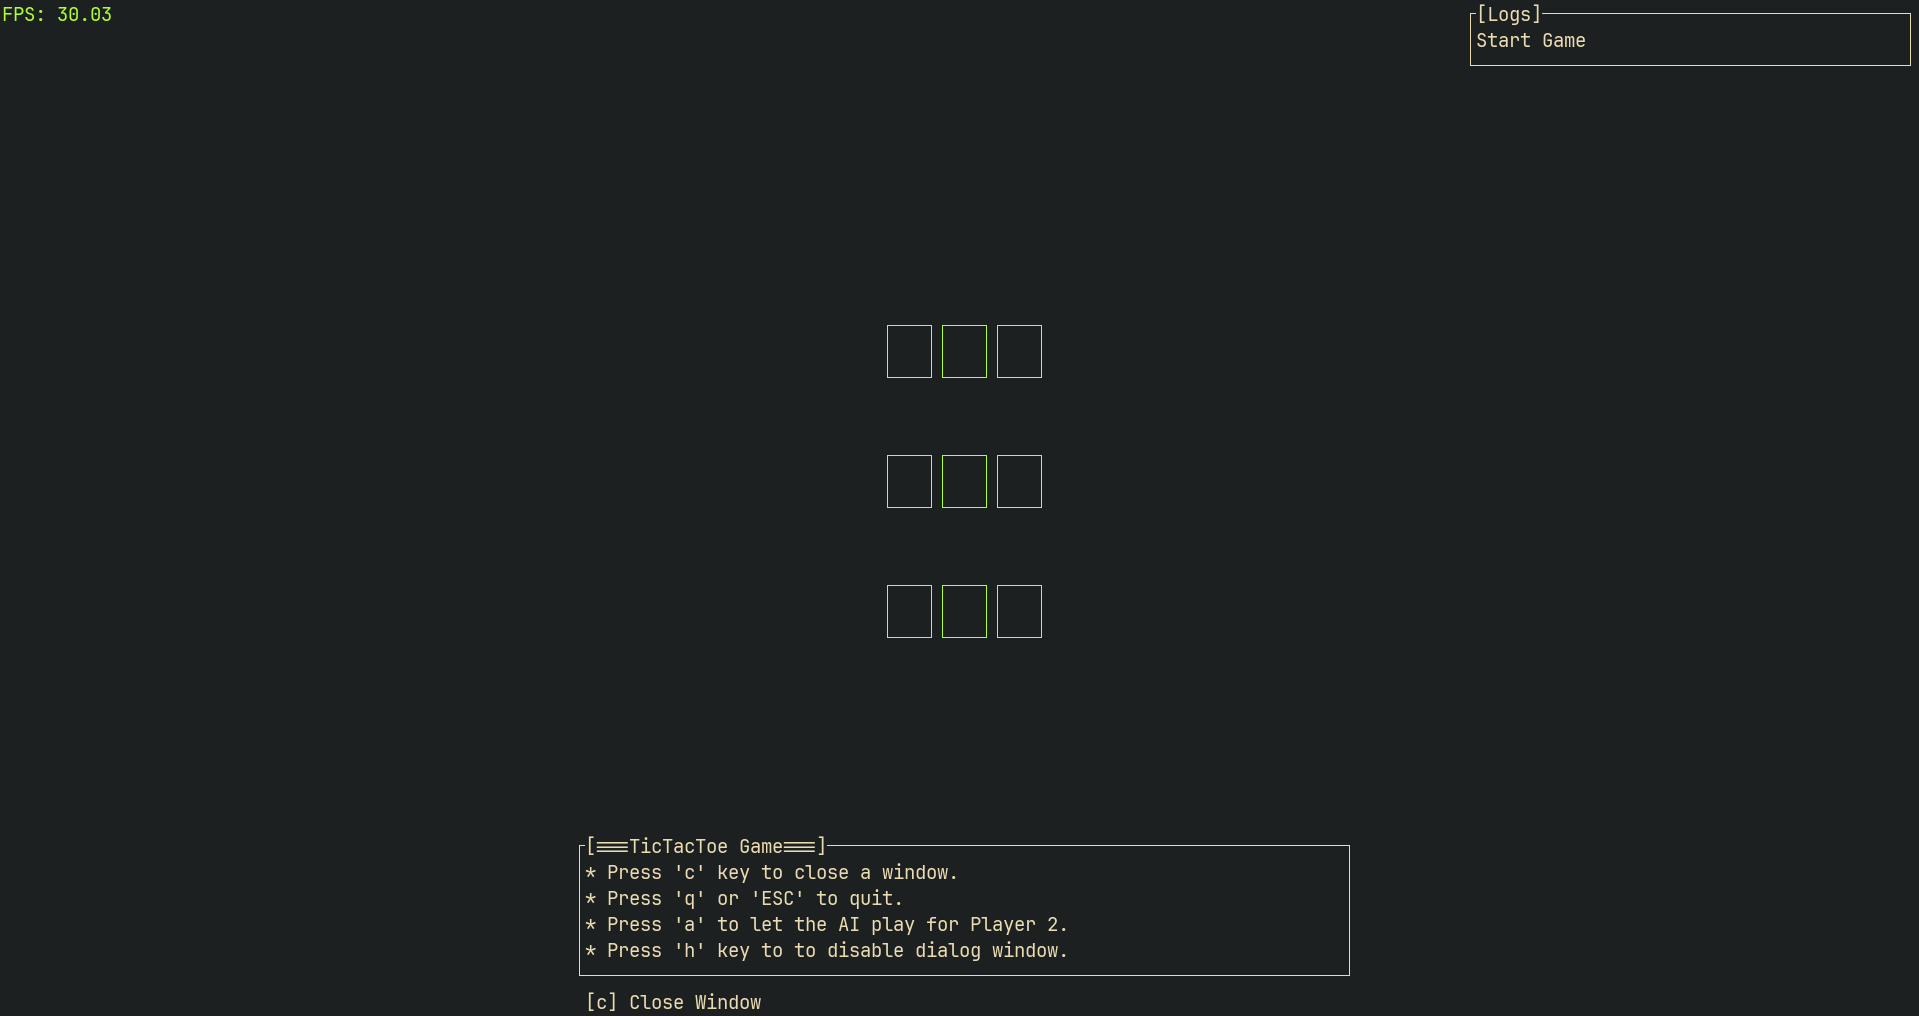 FPS: 30.03
[Logs]
Start Game
[===TicTacToe Game===]
* Press 'c' key to close a window.
* Press 'q' or 'ESC' to quit.
* Press 'a' to let the AI play for Player 2.
* Press 'h' key to to disable dialog window.
[c] Close Window